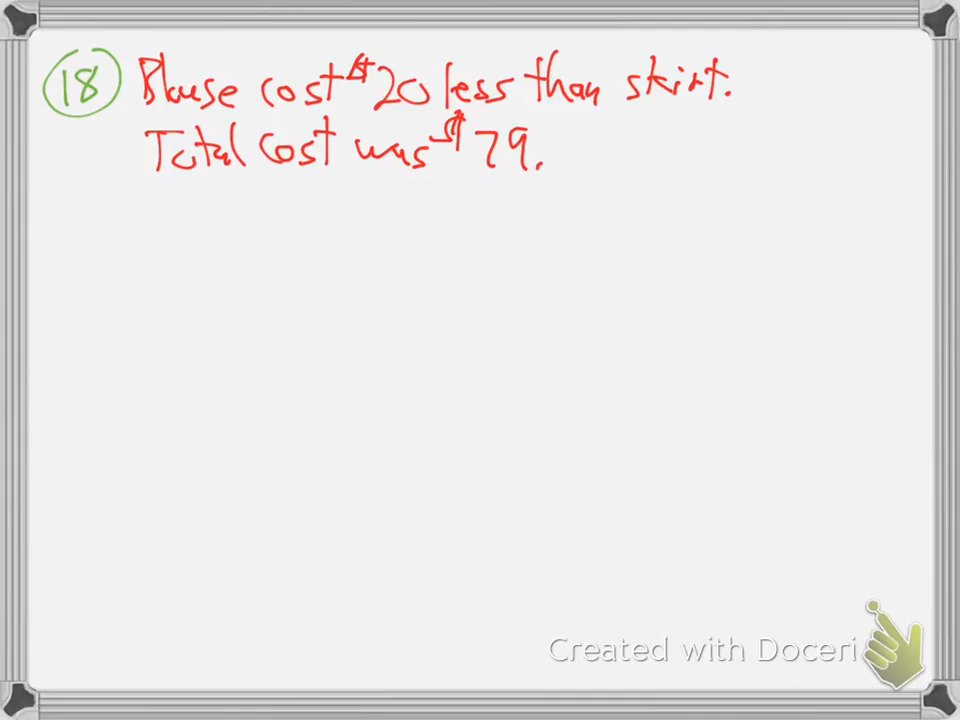 18 Blouse cost $20 less than skirt.
Total cost was $79.
Created with Doceri